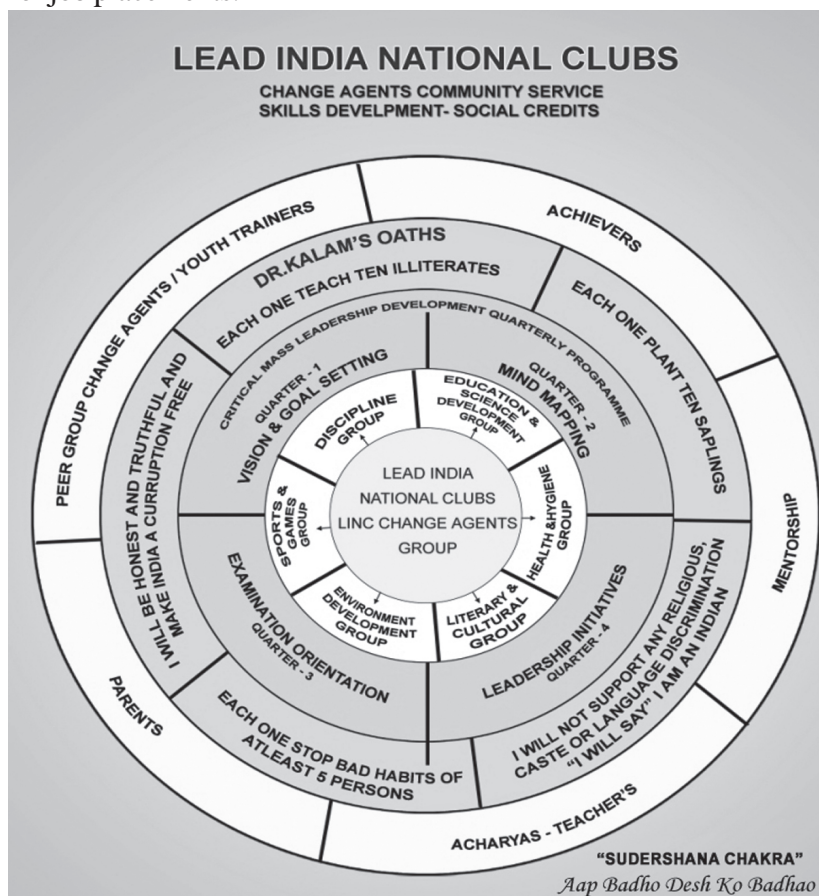 LEAD INDIA NATIONAL CLUBS
CHANGE AGENTS COMMUNITY SERVICE
SKILLS DEVELPMENT- SOCIAL CREDITS
PEER GROUP CHANGE AGENTS / YOUTH TRAINERS
ACHIEVERS
MENTORSHIP
ACHARYAS - TEACHER'S
PARENTS
DR.KALAM'S OATHS
EACH ONE TEACH TEN ILLITERATES
EACH ONE PLANT TEN SAPLINGS
I WILL NOT SUPPORT ANY RELIGIOUS,
CASTE OR LANGUAGE DISCRIMINATION
"I WILL SAY" I AM AN INDIAN
EACH ONE STOP BAD HABITS OF
ATLEAST 5 PERSONS
I WILL BE HONEST AND TRUTHFUL AND
MAKE INDIA A CURRUPTION FREE
CRITICAL MASS LEADERSHIP DEVELOPMENT QUARTERLY PROGRAMME
QUARTER - 1
VISION & GOAL SETTING
QUARTER - 2
MIND MAPPING
LEADERSHIP INITIATIVES
QUARTER - 4
EXAMINATION ORIENTATION
QUARTER - 3
DISCIPLINE
GROUP
EDUCATION &
SCIENCE
DEVELOPMENT
GROUP
HEALTH &HYGIENE
GROUP
LITERARY &
CULTURAL
GROUP
ENVIRONMENT
DEVELOPMENT
GROUP
SPORTS &
GAMES
GROUP
LEAD INDIA
NATIONAL CLUBS
LINC CHANGE AGENTS
GROUP
"SUDERSHANA CHAKRA"
Aap Badho Desh Ko Badhao